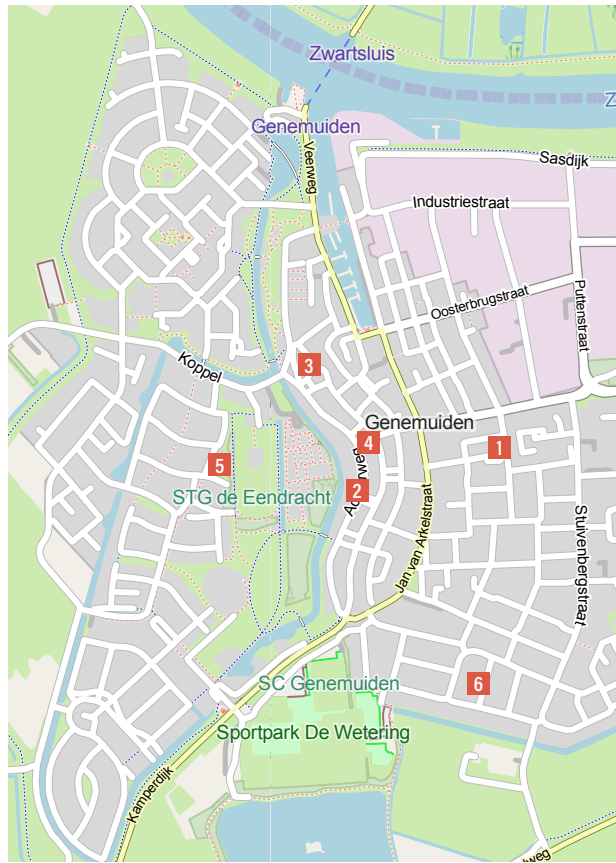 Zwartsluis
Z
Genemuiden
T
Veerweg
Sasdijk
Industriestraat
Puttenstraat
Oosterbrugstraat
Koppel
3
Genemuiden
4
1
5
2
STG de Eendracht
Jan van Arkelstraat
Stuivenbergstraat
SC Genemuiden
6
Sportpark De Wetering
Kamperdijk